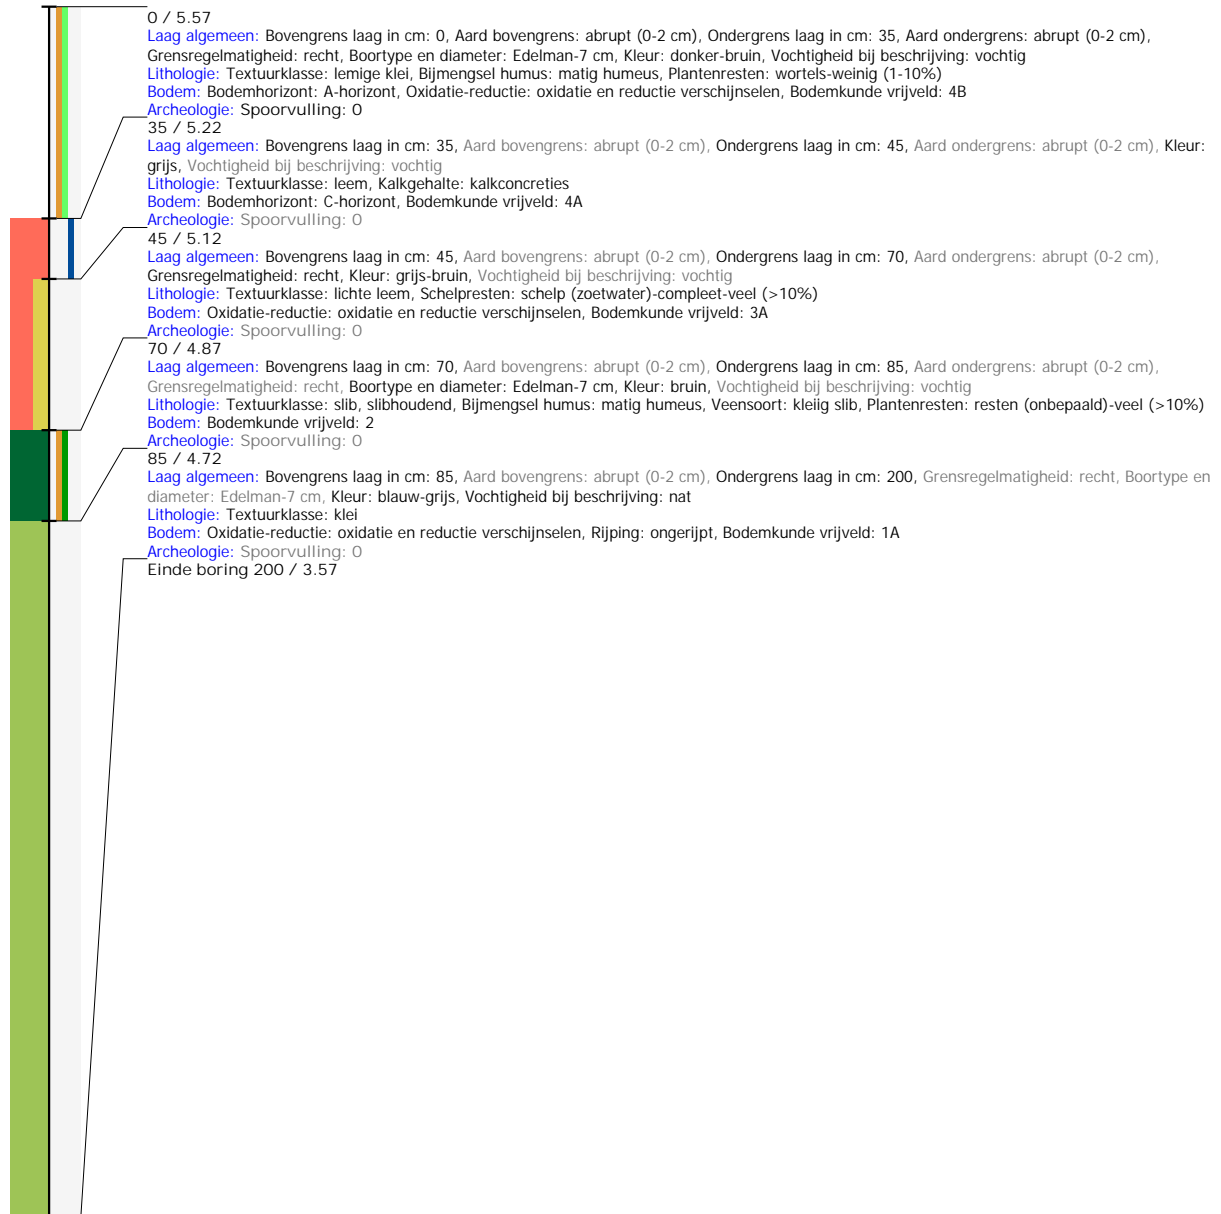 0 / 5.57
Laag algemeen: Bovengrens laag in cm: 0, Aard bovengrens: abrupt (0-2 cm), Ondergrens laag in cm: 35, Aard ondergrens: abrupt (0-2 cm),
Grensregelmatigheid: recht, Boortype en diameter: Edelman-7 cm, Kleur: donker-bruin, Vochtigheid bij beschrijving: vochtig
Lithologie: Textuurklasse: lemige klei, Bijmengsel humus: matig humeus, Plantenresten: wortels-weinig (1-10%)
Bodem: Bodemhorizont: A-horizont, Oxidatie-reductie: oxidatie en reductie verschijnselen, Bodemkunde vrijveld: 4B
Archeologie: Spoorvulling: 0
35 / 5.22
Laag algemeen: Bovengrens laag in cm: 35, Aard bovengrens: abrupt (0-2 cm), Ondergrens laag in cm: 45, Aard ondergrens: abrupt (0-2 cm), Kleur:
grijs, Vochtigheid bij beschrijving: vochtig
Lithologie: Textuurklasse: leem, Kalkgehalte: kalkconcreties
Bodem: Bodemhorizont: C-horizont, Bodemkunde vrijveld: 4A
Archeologie: Spoorvulling: 0
45 / 5.12
Laag algemeen: Bovengrens laag in cm: 45, Aard bovengrens: abrupt (0-2 cm), Ondergrens laag in cm: 70, Aard ondergrens: abrupt (0-2 cm),
Grensregelmatigheid: recht, Kleur: grijs-bruin, Vochtigheid bij beschrijving: vochtig
Lithologie: Textuurklasse: lichte leem, Schelpresten: schelp (zoetwater)-compleet-veel (>10%)
Bodem: Oxidatie-reductie: oxidatie en reductie verschijnselen, Bodemkunde vrijveld: 3A
Archeologie: Spoorvulling: 0
70 / 4.87
Laag algemeen: Bovengrens laag in cm: 70, Aard bovengrens: abrupt (0-2 cm), Ondergrens laag in cm: 85, Aard ondergrens: abrupt (0-2 cm),
Grensregelmatigheid: recht, Boortype en diameter: Edelman-7 cm, Kleur: bruin, Vochtigheid bij beschrijving: vochtig
Lithologie: Textuurklasse: slib, slibhoudend, Bijmengsel humus: matig humeus, Veensoort: kleiig slib, Plantenresten: resten (onbepaald)-veel (>10%)
Bodem: Bodemkunde vrijveld: 2
Archeologie: Spoorvulling: 0
85 / 4.72
Laag algemeen: Bovengrens laag in cm: 85, Aard bovengrens: abrupt (0-2 cm), Ondergrens laag in cm: 200, Grensregelmatigheid: recht, Boortype en
diameter: Edelman-7 cm, Kleur: blauw-grijs, Vochtigheid bij beschrijving: nat
Lithologie: Textuurklasse: klei
Bodem: Oxidatie-reductie: oxidatie en reductie verschijnselen, Rijping: ongerijpt, Bodemkunde vrijveld: 1A
Archeologie: Spoorvulling: 0
Einde boring 200 / 3.57